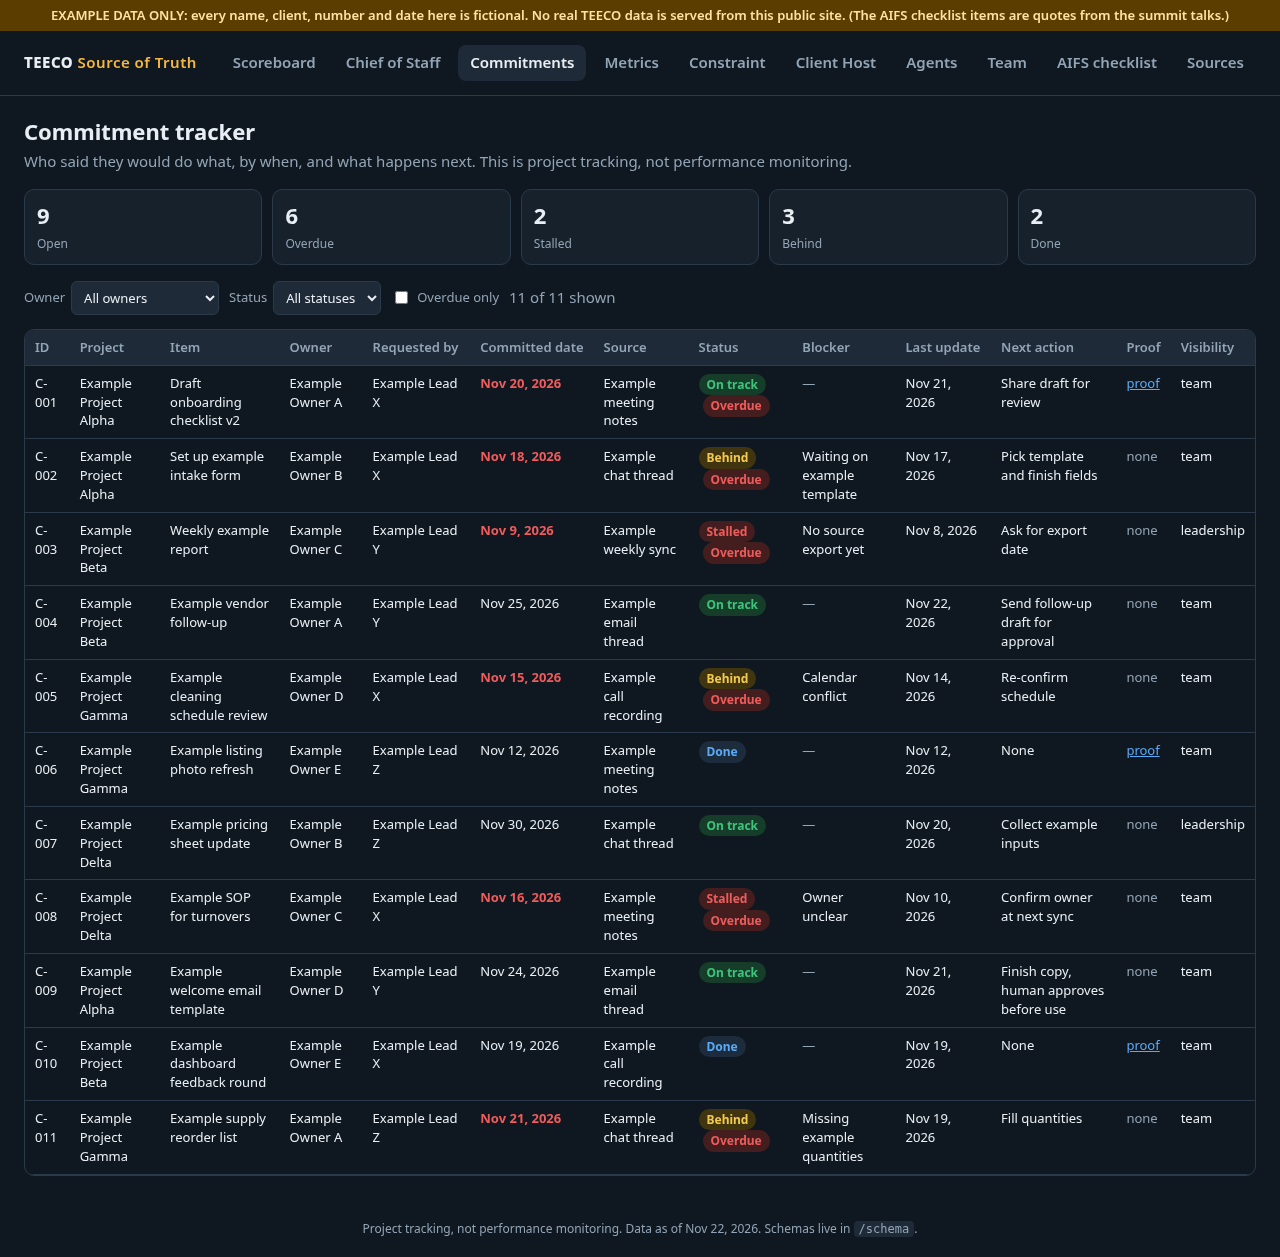 EXAMPLE DATA ONLY: every name, client, number and date here is fictional. No real TEECO data is served from this public site. (The AIFS checklist items are quotes from the summit talks.)
TEECO Source of Truth Scoreboard Chief of Staff Commitments Metrics Constraint Client Host Agents Team AIFS checklist Sources
Commitment tracker
Who said they would do what, by when, and what happens next. This is project tracking, not performance monitoring.
9 6 2 3 2
Open Overdue Stalled Behind Done
Owner All owners Status All statuses Overdue only 11 of 11 shown
ID Project Item Owner Requested by Committed date Source Status Blocker Last update Next action Proof Visibility
C- Example Draft Example Example Lead Nov 20, 2026 Example On track — Nov 21, Share draft for proof team
001 Project onboarding Owner A X meeting Overdue 2026 review
Alpha checklist v2 notes
C- Example Set up example Example Example Lead Nov 18, 2026 Example Behind Waiting on Nov 17, Pick template none team
002 Project intake form Owner B X chat thread Overdue example 2026 and finish fields
Alpha template
C- Example Weekly example Example Example Lead Nov 9, 2026 Example Stalled No source Nov 8, 2026 Ask for export none leadership
003 Project report Owner C Y weekly sync Overdue export yet date
Beta
C- Example Example vendor Example Example Lead Nov 25, 2026 Example On track — Nov 22, Send follow-up none team
004 Project follow-up Owner A Y email 2026 draft for
Beta thread approval
C- Example Example Example Example Lead Nov 15, 2026 Example Behind Calendar Nov 14, Re-confirm none team
005 Project cleaning Owner D X call Overdue conflict 2026 schedule
Gamma schedule review recording
C- Example Example listing Example Example Lead Nov 12, 2026 Example Done — Nov 12, None proof team
006 Project photo refresh Owner E Z meeting 2026
Gamma notes
C- Example Example pricing Example Example Lead Nov 30, 2026 Example On track — Nov 20, Collect example none leadership
007 Project sheet update Owner B Z chat thread 2026 inputs
Delta
C- Example Example SOP Example Example Lead Nov 16, 2026 Example Stalled Owner Nov 10, Confirm owner none team
008 Project for turnovers Owner C X meeting Overdue unclear 2026 at next sync
Delta notes
C- Example Example Example Example Lead Nov 24, 2026 Example On track — Nov 21, Finish copy, none team
009 Project welcome email Owner D Y email 2026 human approves
Alpha template thread before use
C- Example Example Example Example Lead Nov 19, 2026 Example Done — Nov 19, None proof team
010 Project dashboard Owner E X call 2026
Beta feedback round recording
C- Example Example supply Example Example Lead Nov 21, 2026 Example Behind Missing Nov 19, Fill quantities none team
011 Project reorder list Owner A Z chat thread Overdue example 2026
Gamma quantities
Project tracking, not performance monitoring. Data as of Nov 22, 2026. Schemas live in /schema.